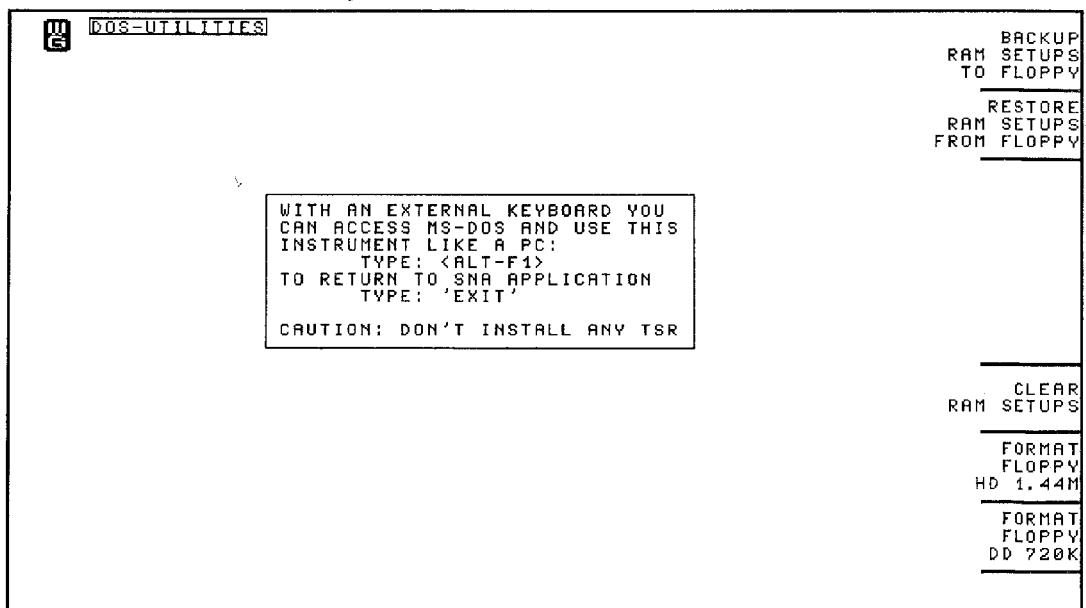 WG
DOS-UTILITIES
BACKUP
RAM SETUPS
TO FLOPPY
RESTORE
RAM SETUPS
FROM FLOPPY
WITH AN EXTERNAL KEYBOARD YOU
CAN ACCESS MS-DOS AND USE THIS
INSTRUMENT LIKE A PC:
TYPE: <ALT-F1>
TO RETURN TO SNA APPLICATION
TYPE: 'EXIT'
CAUTION: DON'T INSTALL ANY TSR
CLEAR
RAM SETUPS
FORMAT
FLOPPY
HD 1.44M
FORMAT
FLOPPY
DD 720K